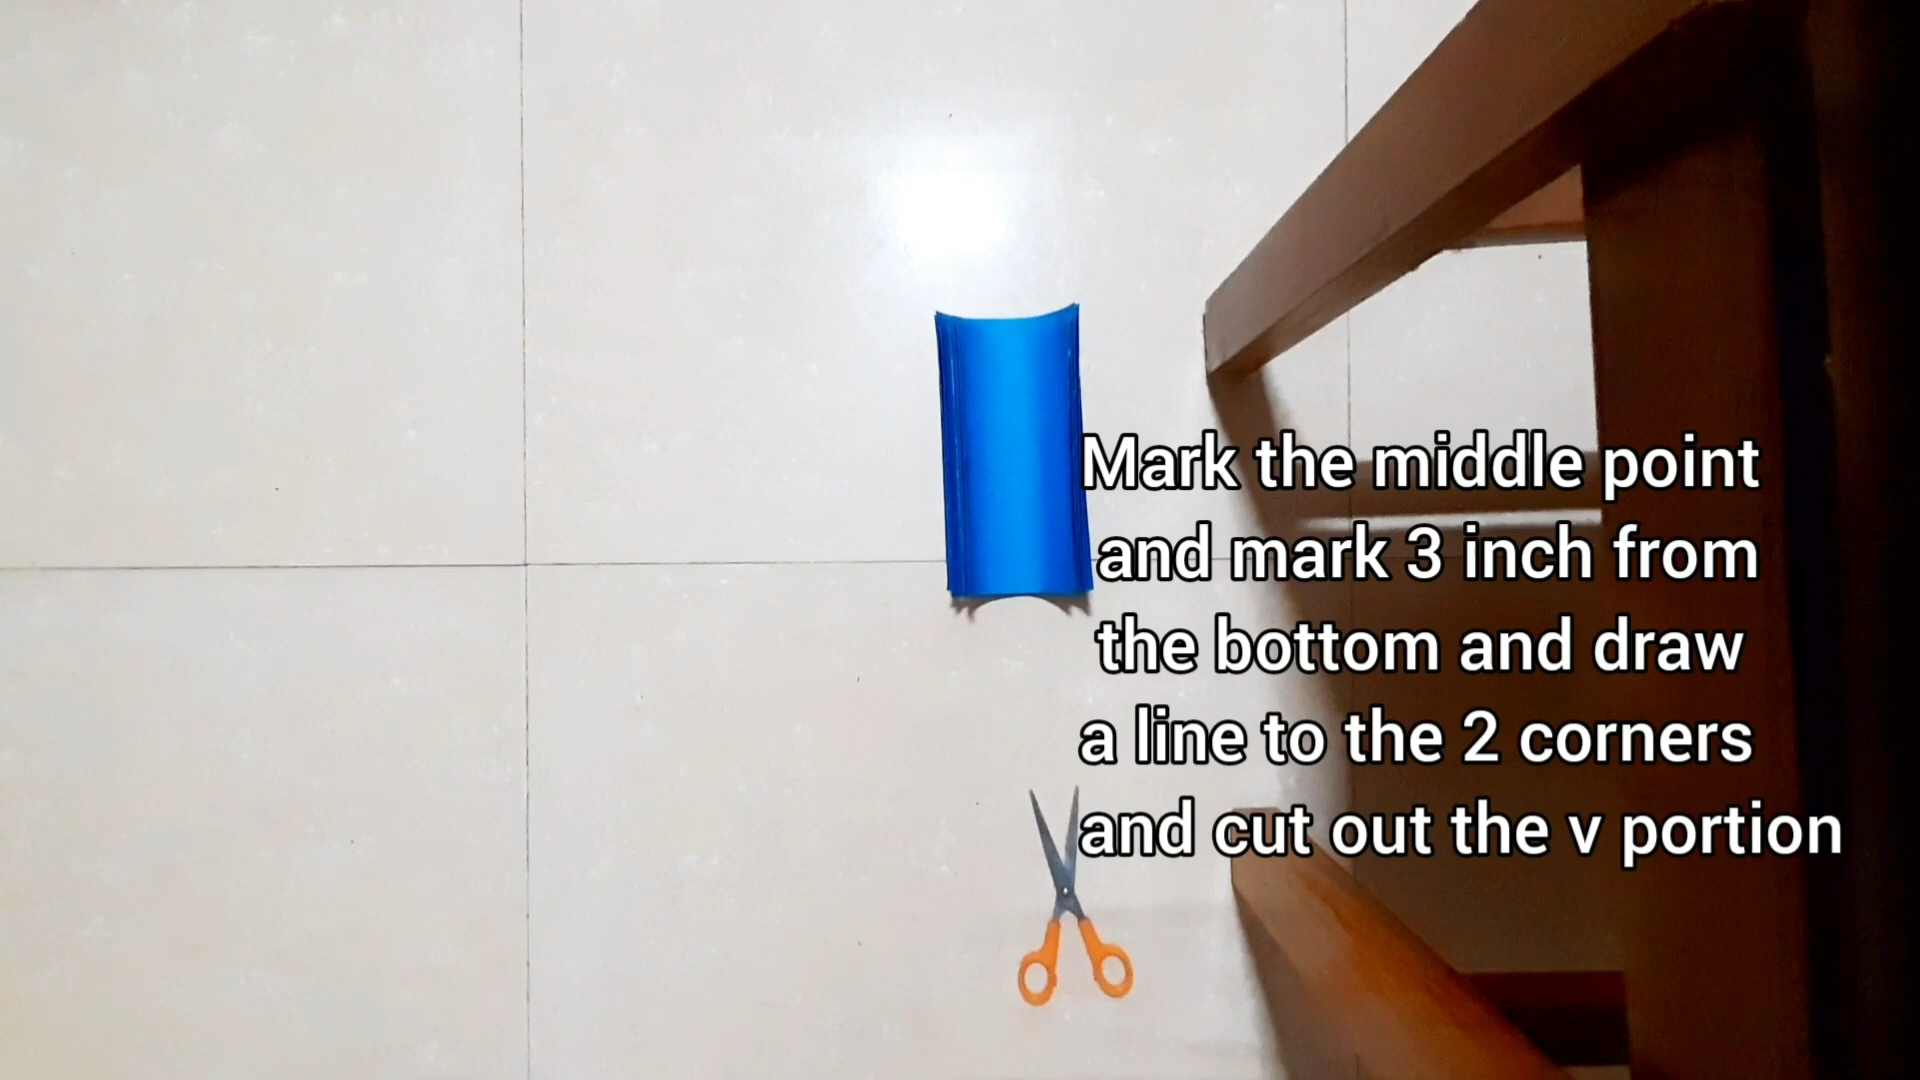 Mark the middle point
and mark 3 inch from
the bottom and draw
a line to the 2 corners
and cut out the v portion